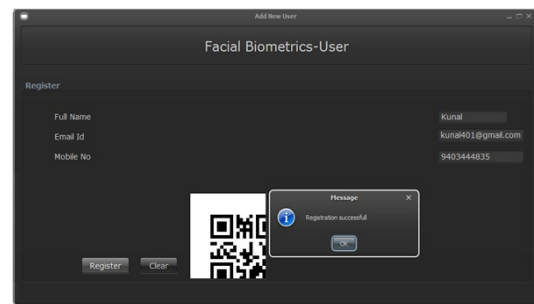 Add New User
Facial Biometrics-User
Register
Full Name
Kunal
Email Id
kunal401@gmail.com
Mobile No
9403444835
Message
Registration successfull
OK
Register
Clear